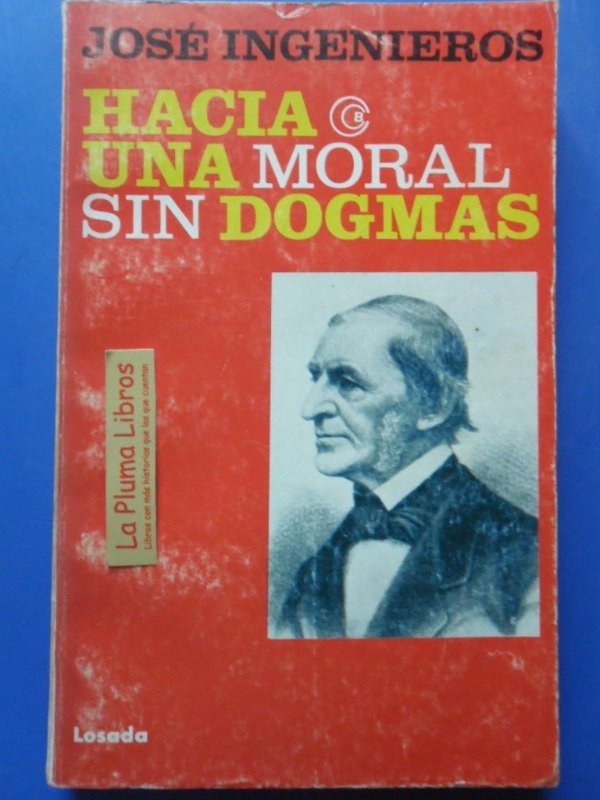 JOSÉ INGENIEROS
HACIA
UNA MORAL
SIN DOGMAS
La Pluma Libros
Libros con más historias que las que cuentan
Losada